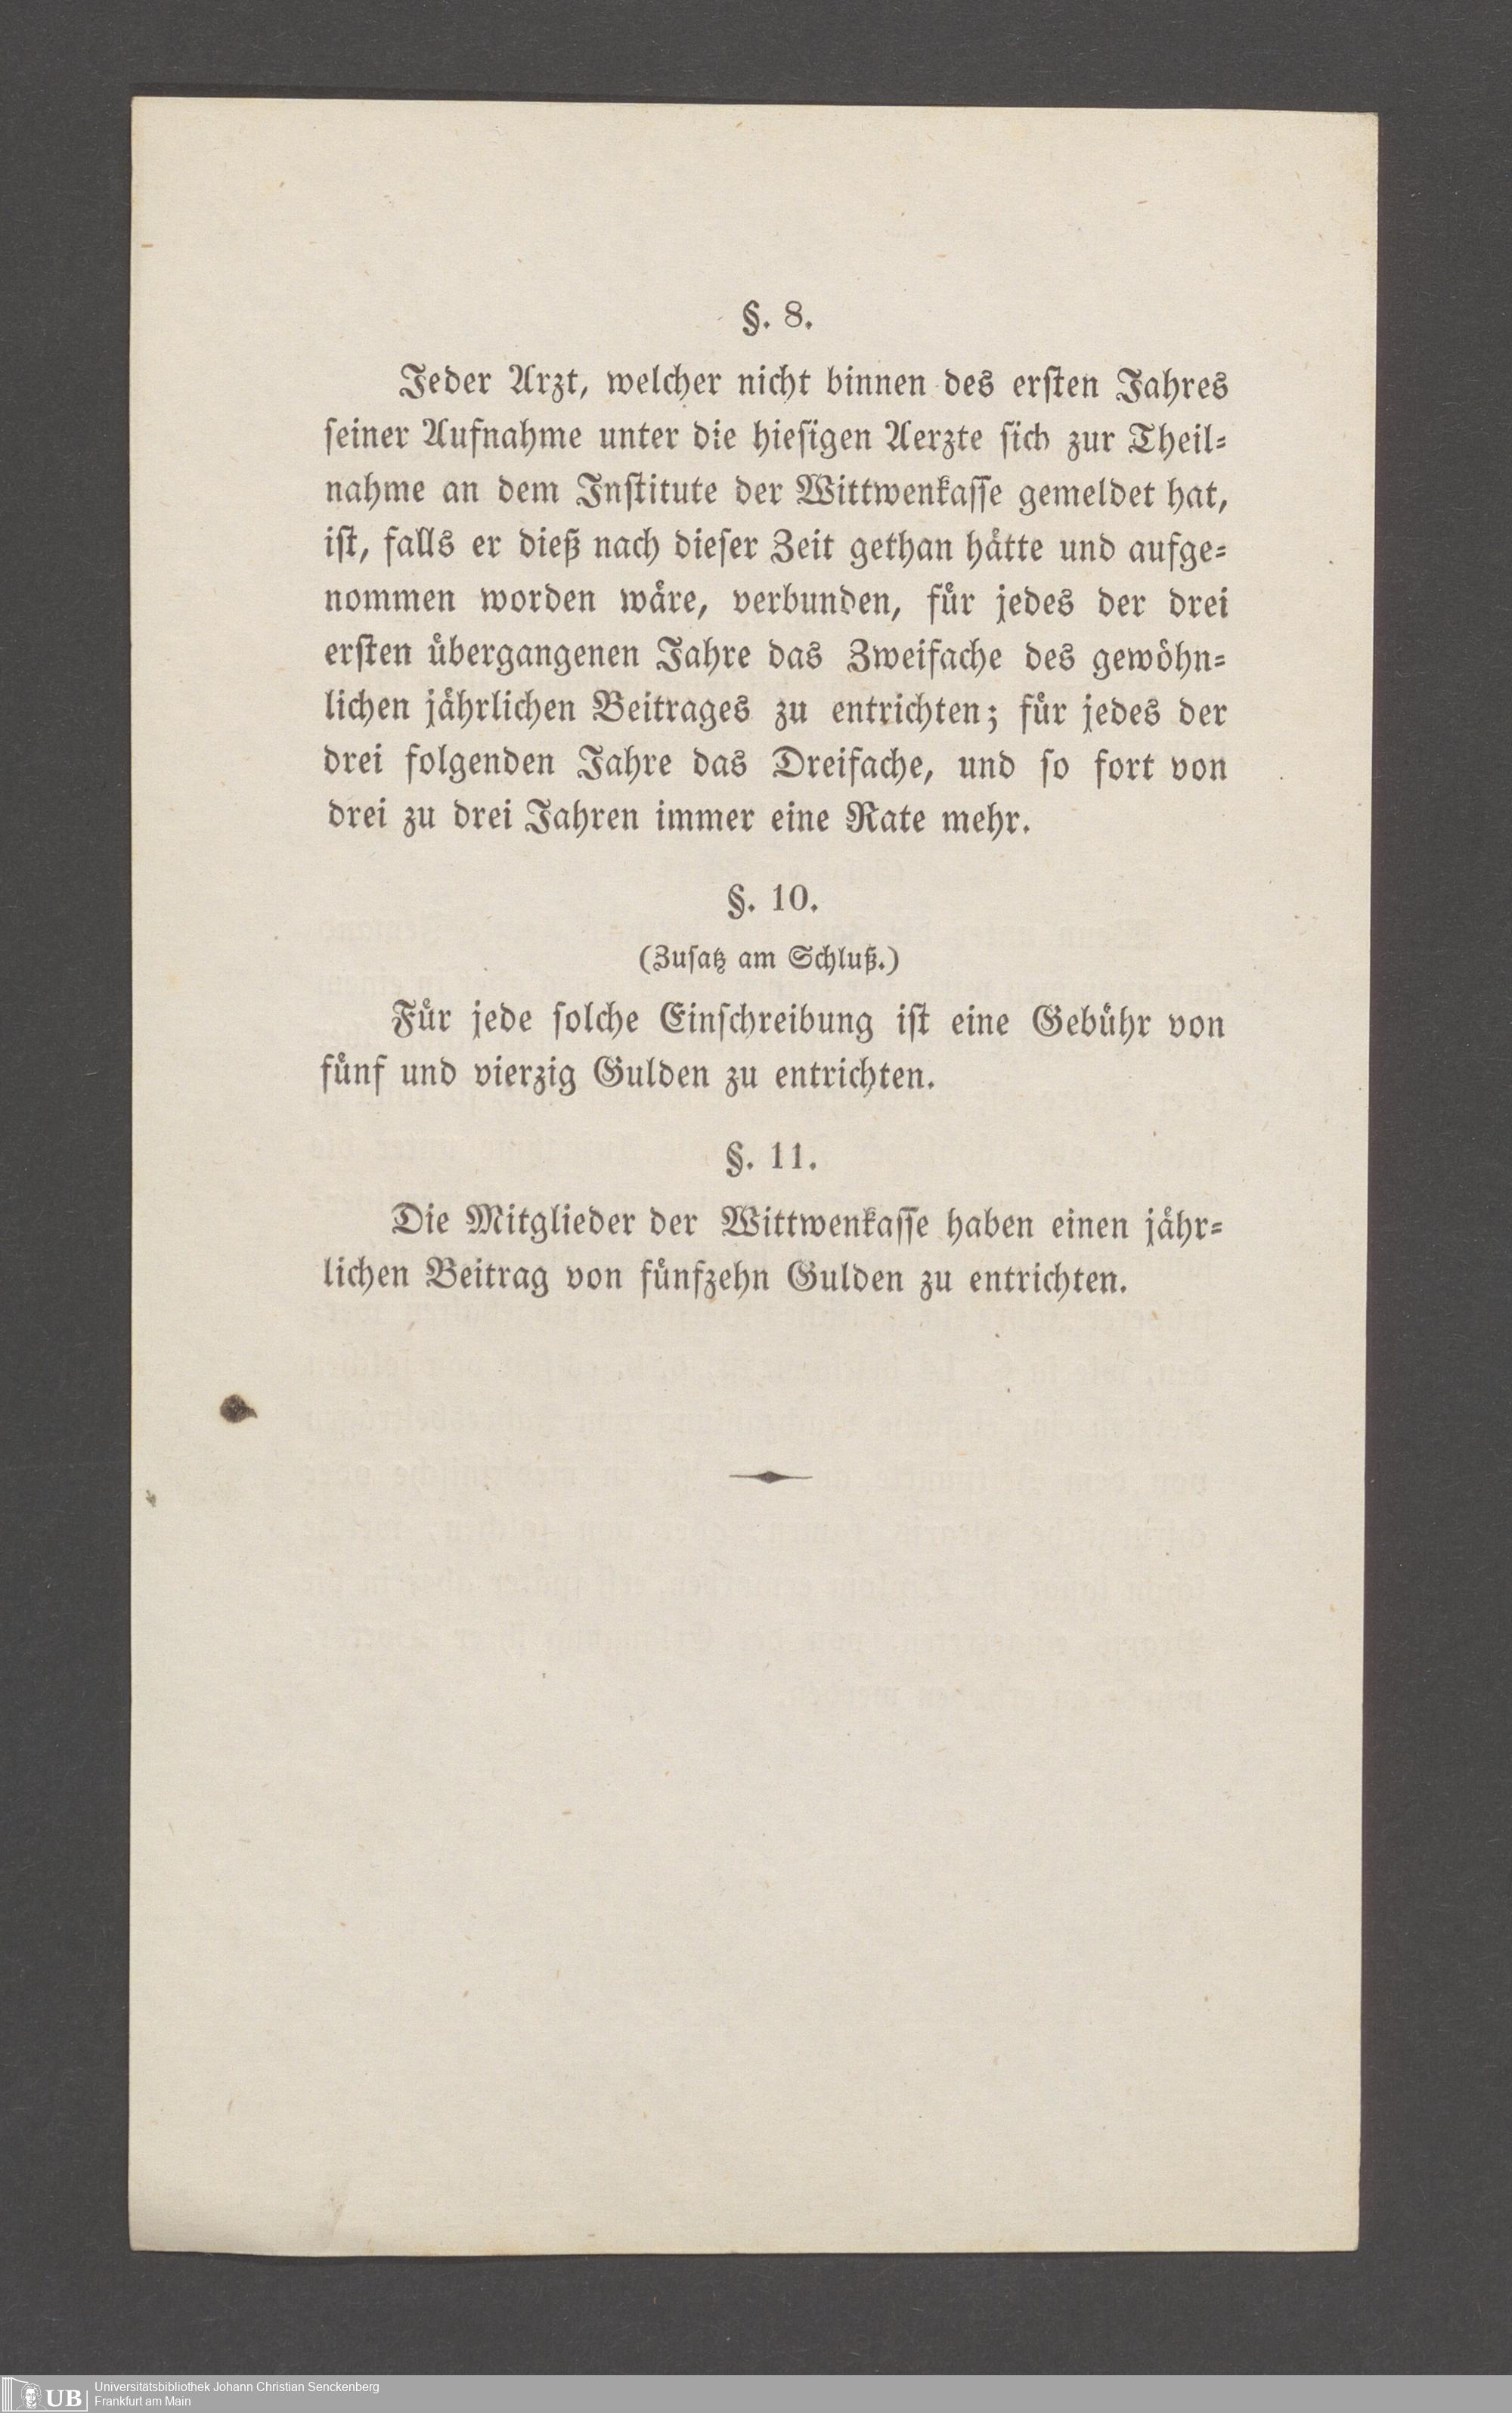 §. 8.
Jeder Arzt, welcher nicht binnen des ersten Jahres
seiner Aufnahme unter die hiesigen Aerzte sich zur Theil-
nahme an dem Institute der Wittwenkasse gemeldet hat,
ist, falls er dieß nach dieser Zeit gethan hätte und aufge-
nommen worden wäre, verbunden, für jedes der drei
ersten übergangenen Jahre das Zweifache des gewöhn-
lichen jährlichen Beitrages zu entrichten; für jedes der
drei folgenden Jahre das Dreifache, und so fort von
drei zu drei Jahren immer eine Rate mehr.
§. 10.
(Zusatz am Schluß.)
Für jede solche Einschreibung ist eine Gebühr von
fünf und vierzig Gulden zu entrichten.
§. 11.
Die Mitglieder der Wittwenkasse haben einen jähr-
lichen Beitrag von fünfzehn Gulden zu entrichten.
UB
Universitätsbibliothek Johann Christian Senckenberg
Frankfurt am Main